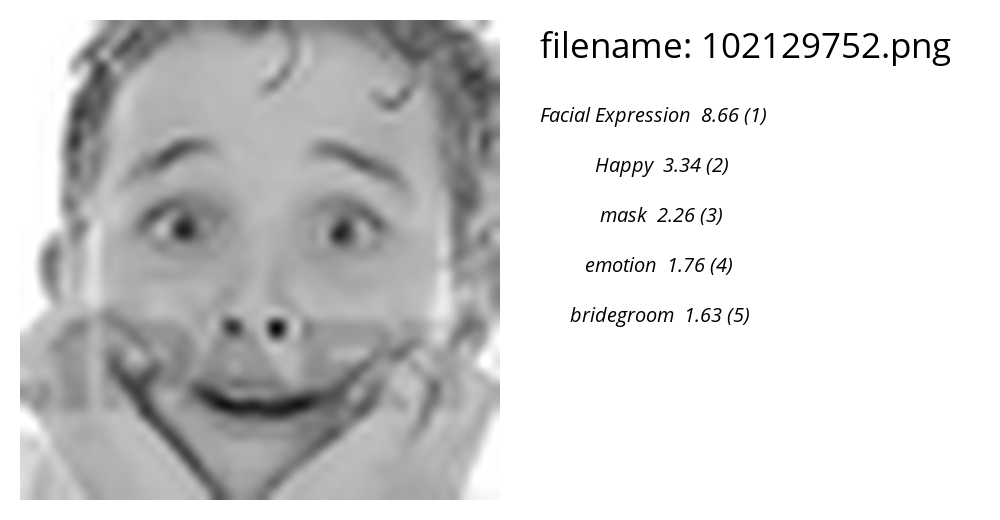 filename: 102129752.png
Facial Expression 8.66 (1)
Happy 3.34 (2)
mask 2.26 (3)
emotion 1.76 (4)
bridegroom 1.63 (5)